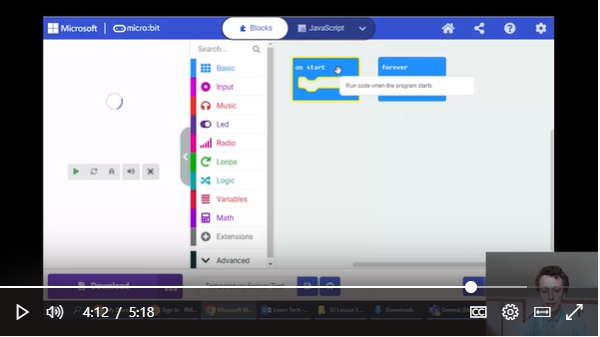 Microsoft micro:bit Blocks JavaScript
Search...
Basic
Input
Music
Led
Radio
Loops
Logic
Variables
Math
Extensions
Advanced
on start
forever
Run code when the program starts
Download
4:12 / 5:18
CC